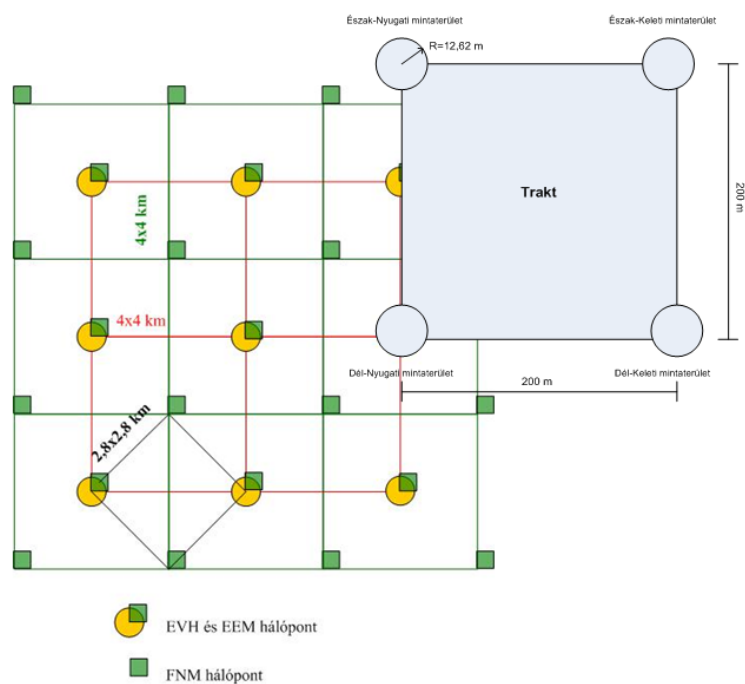 Észak-Nyugati mintaterület
Észak-Keleti mintaterület
R=12,62 m
Trakt
200 m
4x4 km
4x4 km
Dél-Nyugati mintaterület
Dél-Keleti mintaterület
200 m
2,8x2,8 km
EVH és EEM hálópont
FNM hálópont